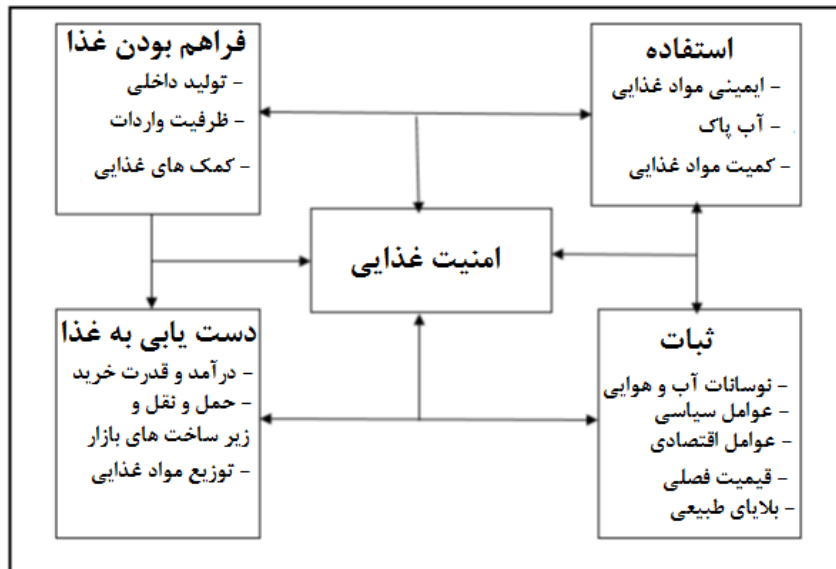 فراهم بودن غذا
- تولید داخلی
- ظرفیت واردات
- کمک های غذایی
استفاده
- ایمینی مواد غذایی
- آب پاک
- کمیت مواد غذایی
امنیت غذایی
دست یابی به غذا
- درآمد و قدرت خرید
- حمل و نقل و
زیر ساخت های بازار
- توزیع مواد غذایی
ثبات
- نوسانات آب و هوایی
- عوامل سیاسی
- عوامل اقتصادی
- قیمیت فصلی
- بلایای طبیعی